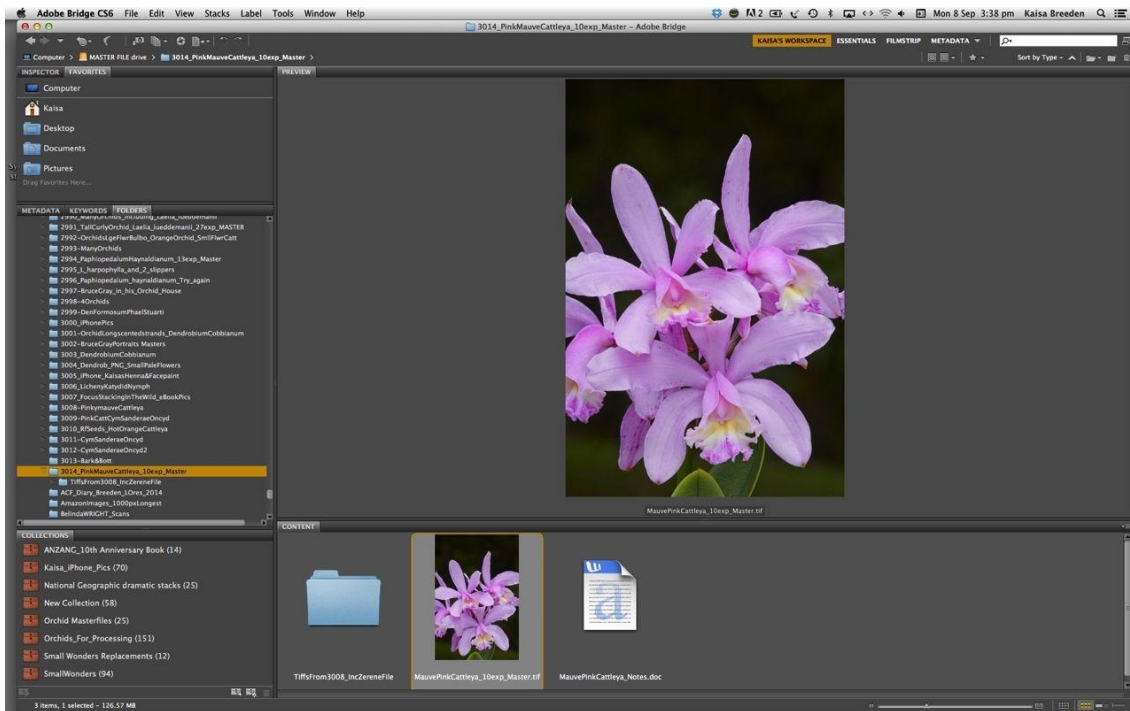 Adobe Bridge CS6 File Edit View Stacks Label Tools Window Help
2 Mon 8 Sep 3:38 pm Kaisa Breeden
3014_PinkMauveCattleya_10exp_Master – Adobe Bridge
KAISA'S WORKSPACE ESSENTIALS FILMSTRIP METADATA
Computer > MASTER FILE drive > 3014_PinkMauveCattleya_10exp_Master >
Sort by Type
INSPECTOR FAVORITES
Computer
Kaisa
Desktop
Documents
Pictures
Drag Favorites Here...
METADATA KEYWORDS FOLDERS
2990_ManyOrchids_Including_Laelia_lueddemanii
2991_TallCurlyOrchid_Laelia_lueddemanii_27exp_MASTER
2992-OrchidsLgeFlwrBulbo_OrangeOrchid_SmllFlwrCatt
2993-ManyOrchids
2994_PaphiopedalumHaynaldianum_13exp_Master
2995_L_harpophylla_and_2_slippers
2996_Paphiopedalum_haynaldianum_Try_again
2997-BruceGray_in_his_Orchid_House
2998-4Orchids
2999-DenFormosumPhaelStuarti
3000_iPhonePics
3001-OrchidLongscentedstrands_DendrobiumCobbianum
3002-BruceGrayPortraits Masters
3003_DendrobiumCobbianum
3004_Dendrob_PNG_SmallPaleFlowers
3005_iPhone_KaisasHenna&Facepaint
3006_LichenyKatydidNymph
3007_FocusStackingInTheWild_eBookPics
3008-PinkymauveCattleya
3009-PinkCattCymSanderaeOncyd
3010_RfSeeds_HotOrangeCattleya
3011-CymSanderaeOncyd
3012-CymSanderaeOncyd2
3013-Bark&Bott
3014_PinkMauveCattleya_10exp_Master
TiffsFrom3008_IncZereneFile
ACF_Diary_Breeden_LOres_2014
AmazonImages_1000pxLongest
BelindaWRIGHT_Scans
COLLECTIONS
ANZANG_10th Anniversary Book (14)
Kaisa_iPhone_Pics (70)
National Geographic dramatic stacks (25)
New Collection (58)
Orchid Masterfiles (25)
Orchids_For_Processing (151)
Small Wonders Replacements (12)
SmallWonders (94)
3 items, 1 selected – 126.57 MB
PREVIEW
MauvePinkCattleya_10exp_Master.tif
CONTENT
TiffsFrom3008_IncZereneFile
MauvePinkCattleya_10exp_Master.tif
MauvePinkCattleya_Notes.doc